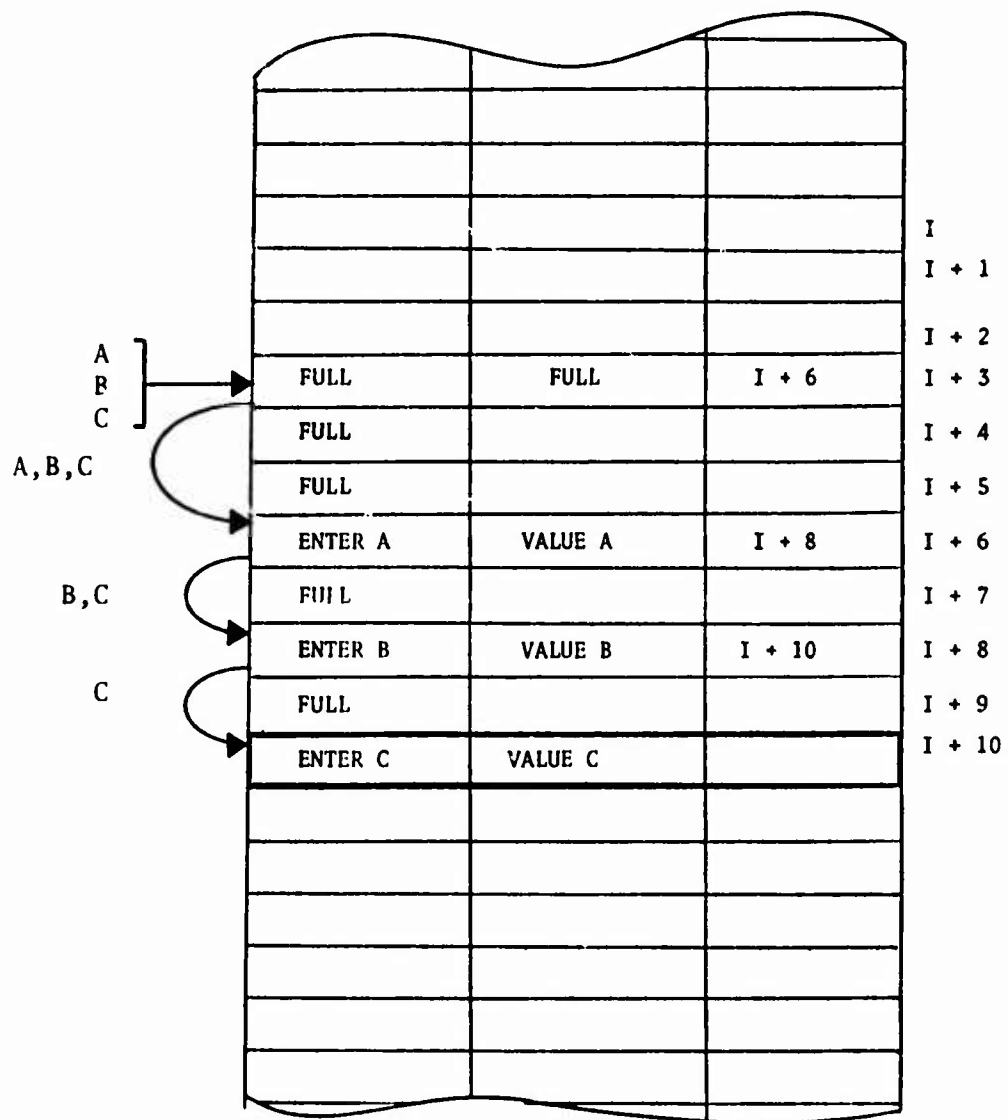 I
I + 1
I + 2
A
B
C
FULL FULL I + 6 I + 3
FULL I + 4
A,B,C
FULL I + 5
ENTER A VALUE A I + 8 I + 6
B,C
FULL I + 7
ENTER B VALUE B I + 10 I + 8
C
FULL I + 9
ENTER C VALUE C I + 10